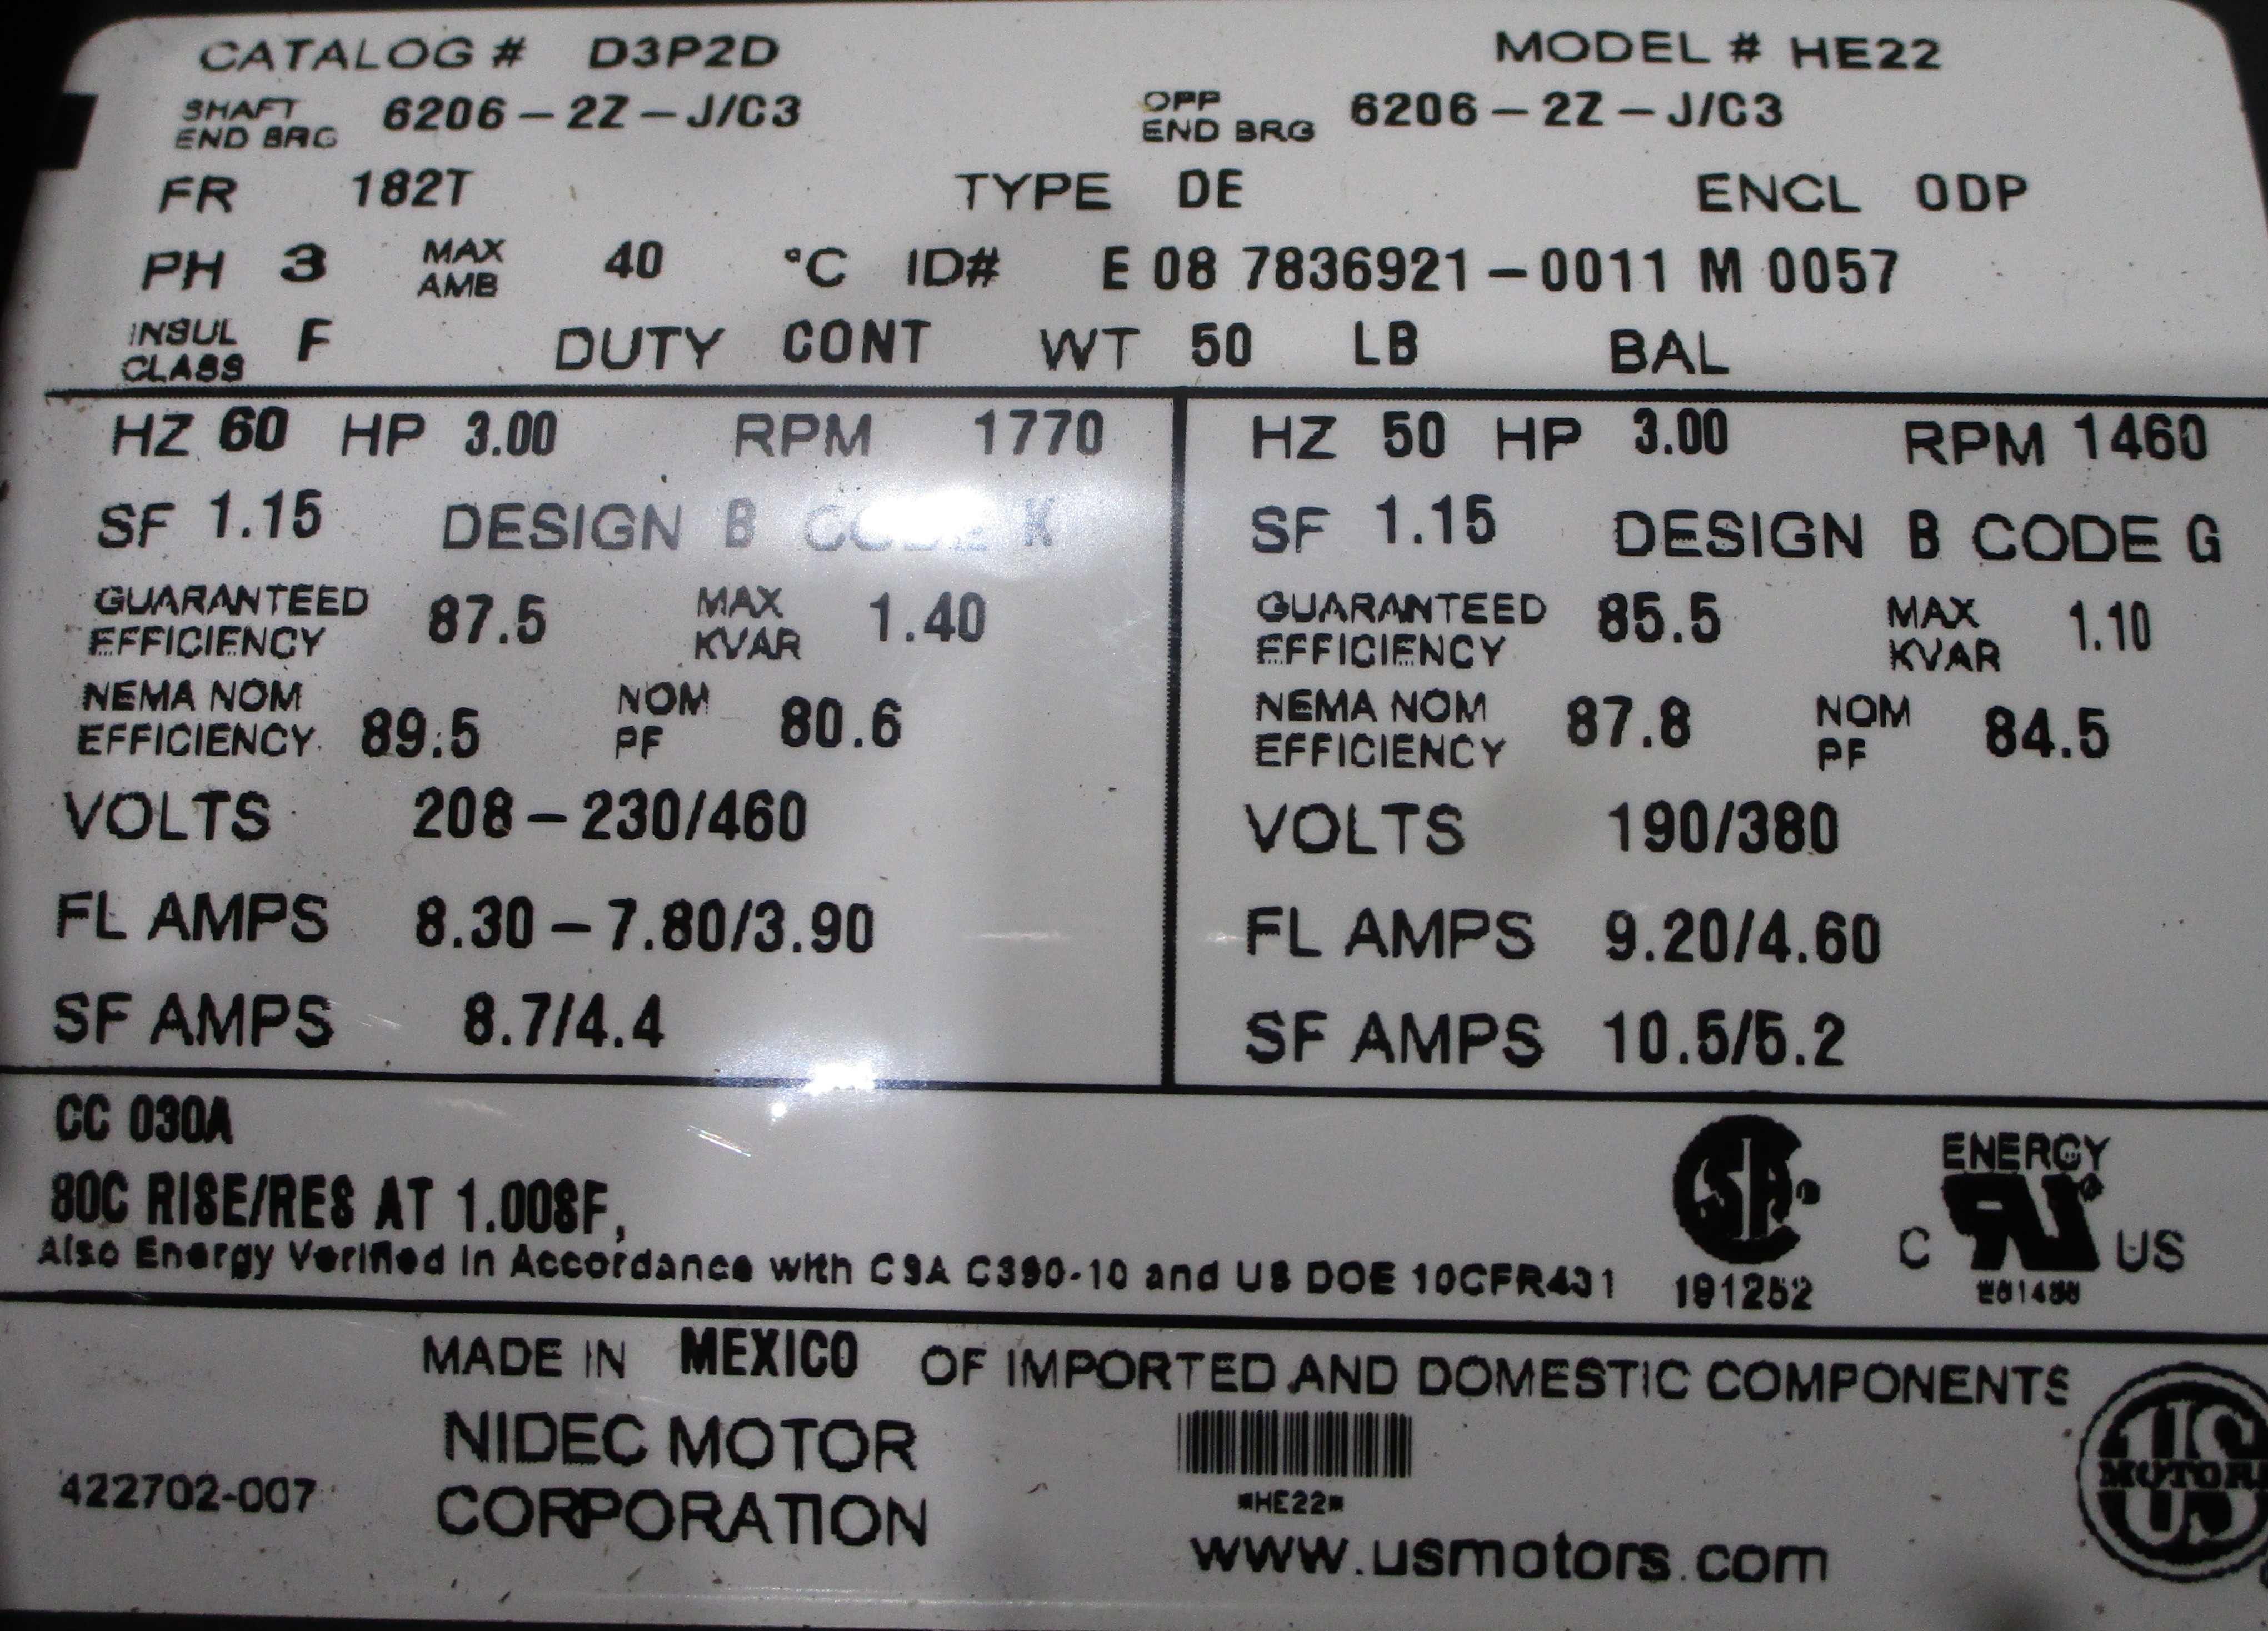 CATALOG # D3P2D MODEL # HE22
SHAFT END BRG 6206-2Z-J/C3 OPP END BRG 6206-2Z-J/C3
FR 182T TYPE DE ENCL ODP
PH 3 MAX AMB 40 °C ID# E 08 7836921-0011 M 0057
INSUL CLASS F DUTY CONT WT 50 LB BAL
HZ 60 HP 3.00 RPM 1770
SF 1.15 DESIGN B CODE K
GUARANTEED EFFICIENCY 87.5 MAX KVAR 1.40
NEMA NOM EFFICIENCY 89.5 NOM PF 80.6
VOLTS 208-230/460
FL AMPS 8.30-7.80/3.90
SF AMPS 8.7/4.4
HZ 50 HP 3.00 RPM 1460
SF 1.15 DESIGN B CODE G
GUARANTEED EFFICIENCY 85.5 MAX KVAR 1.10
NEMA NOM EFFICIENCY 87.8 NOM PF 84.5
VOLTS 190/380
FL AMPS 9.20/4.60
SF AMPS 10.5/5.2
CC 030A
80C RISE/RES AT 1.00SF,
Also Energy Verified in Accordance with CSA C390-10 and US DOE 10CFR431
CSA ®
191252
ENERGY
C RU ® US
MADE IN MEXICO OF IMPORTED AND DOMESTIC COMPONENTS
NIDEC MOTOR
CORPORATION
422702-007
*HE22*
www.usmotors.com
US
MOTORS